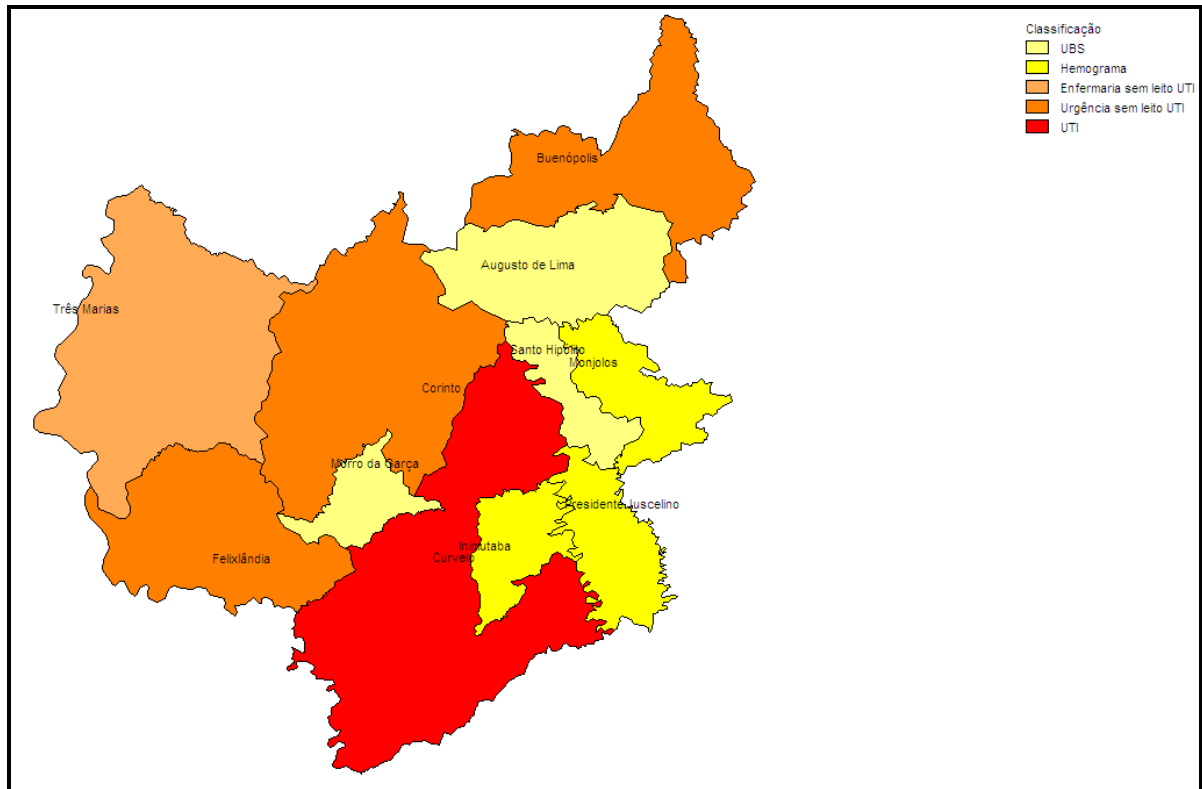 Classificação
UBS
Hemograma
Enfermaria sem leito UTI
Urgência sem leito UTI
UTI
Buenópolis
Augusto de Lima
Três Marias
Santo Hipolito
Monjolos
Corinto
Morro da Garça
Presidente Juscelino
Inimutaba
Curvelo
Felixlândia